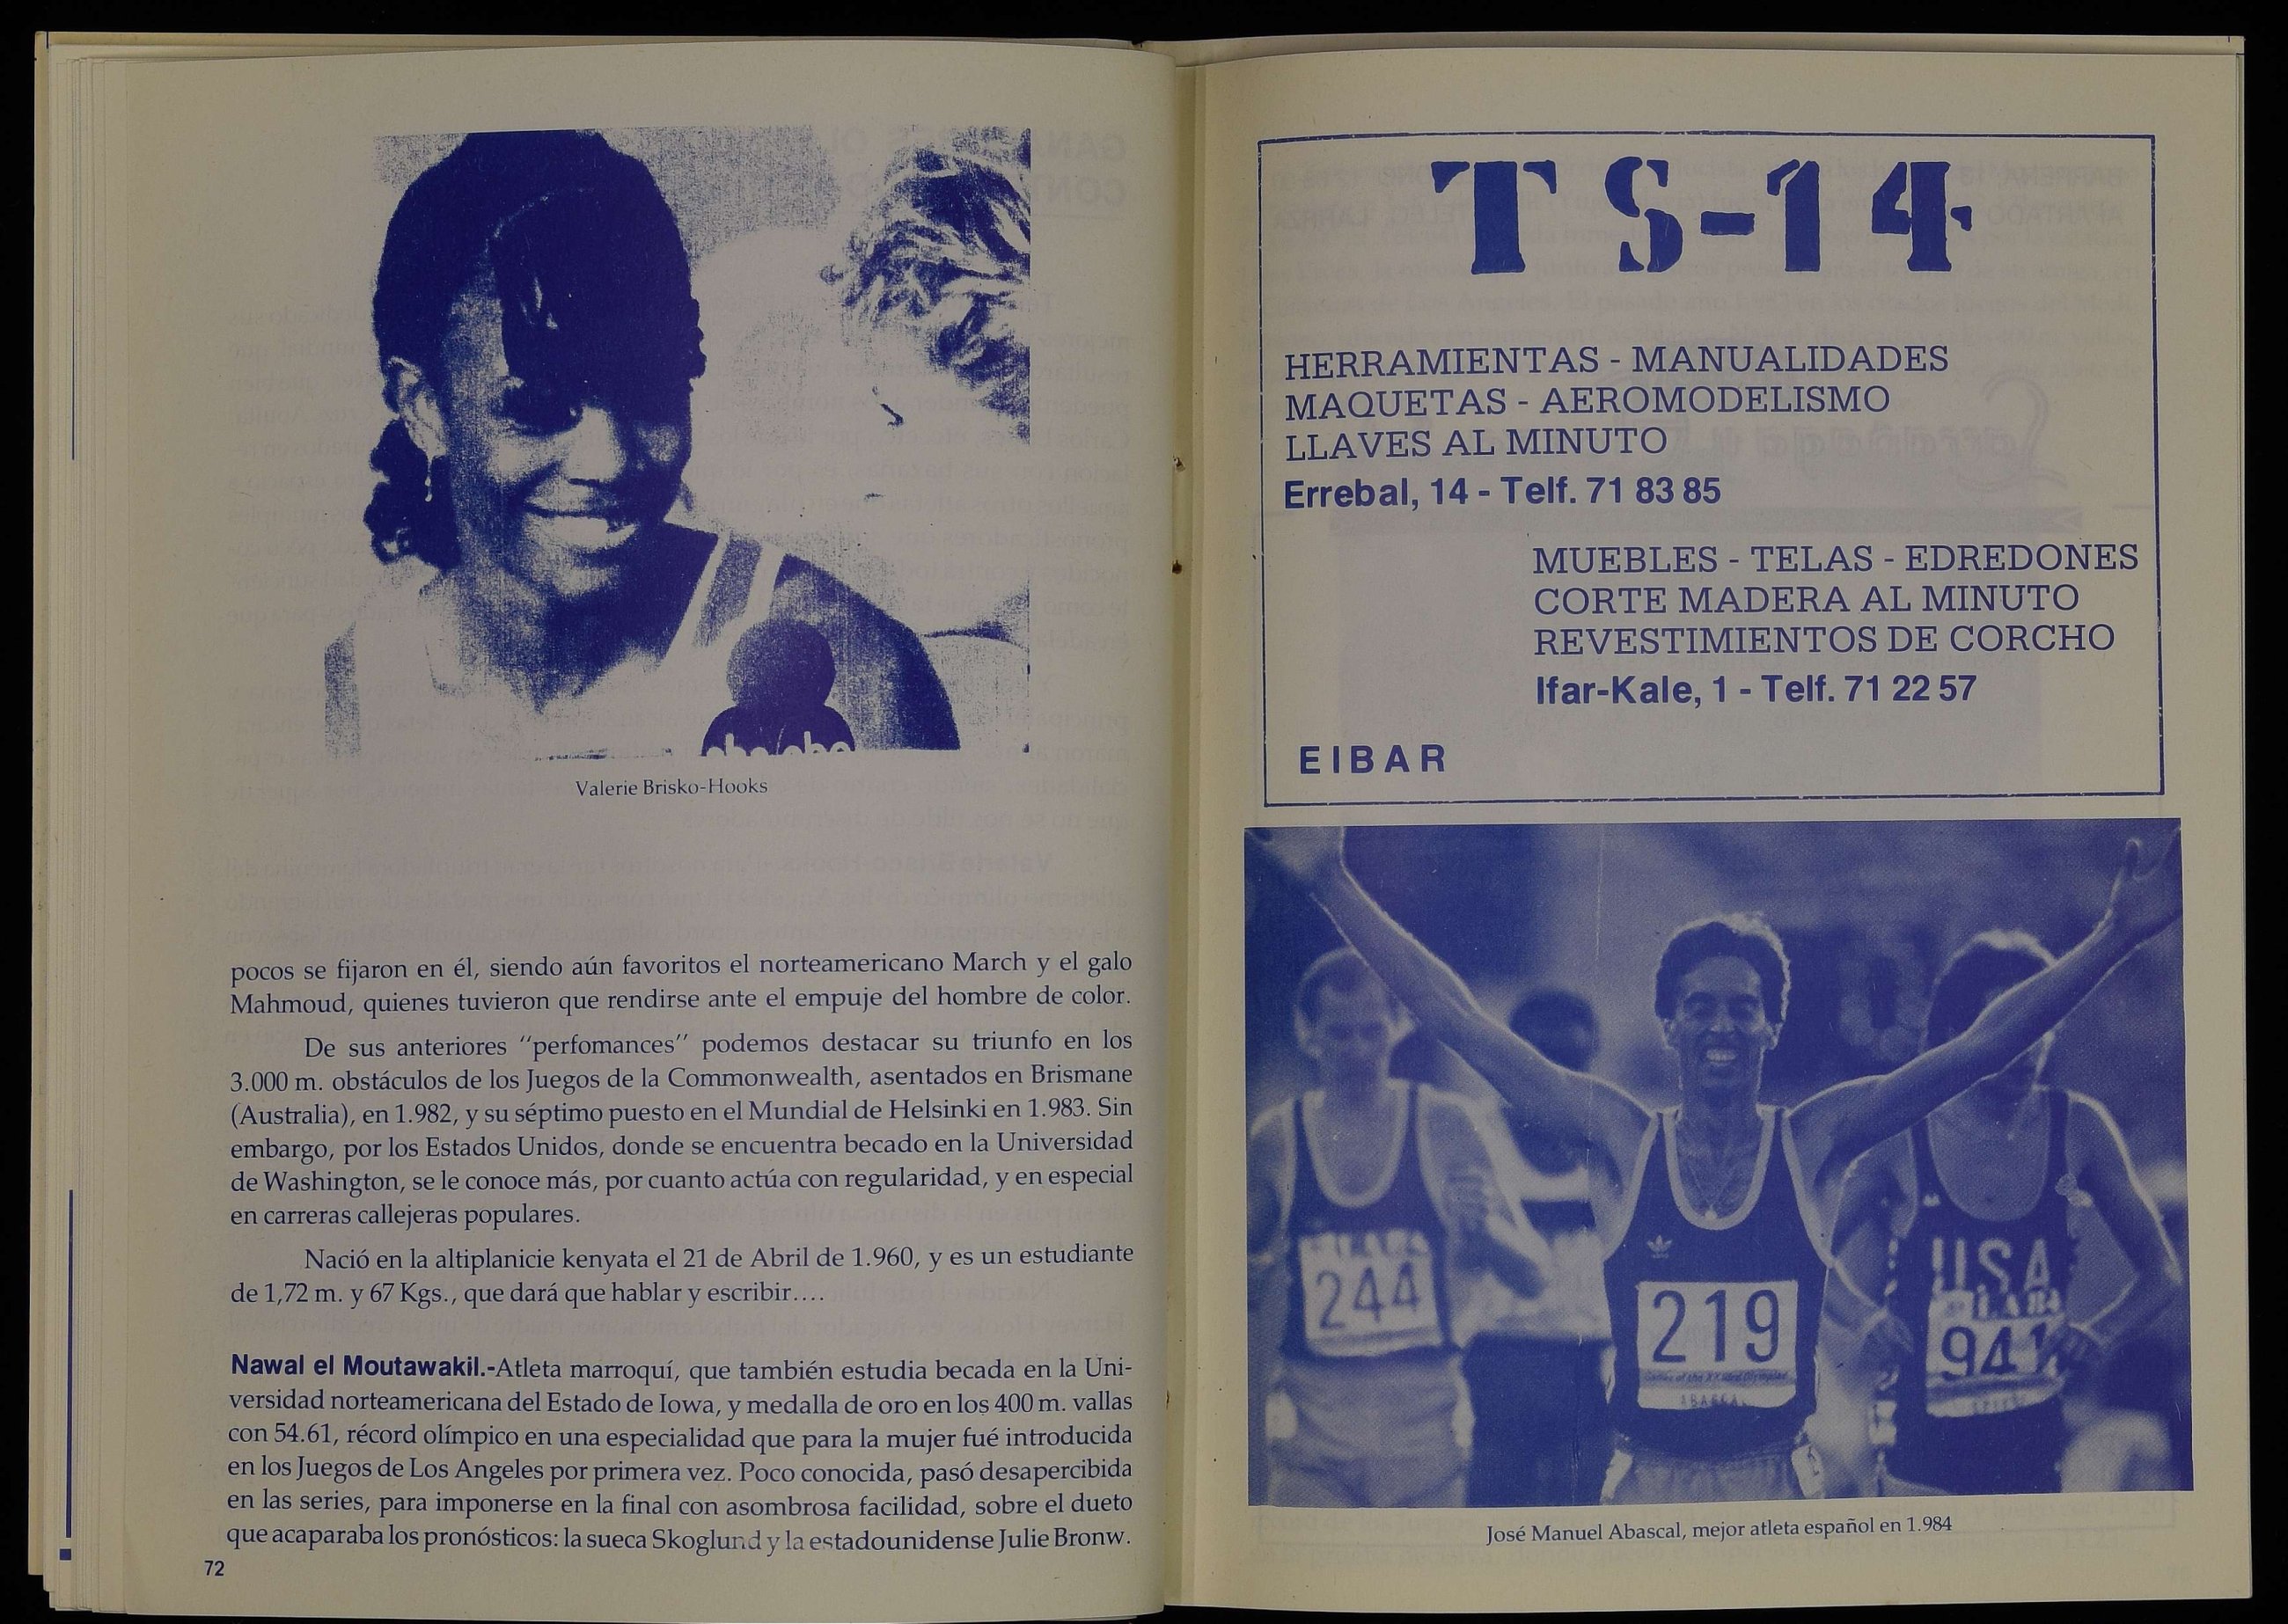 Valerie Brisko-Hooks
pocos se fijaron en él, siendo aún favoritos el norteamericano March y el galo
Mahmoud, quienes tuvieron que rendirse ante el empuje del hombre de color.
De sus anteriores "perfomances" podemos destacar su triunfo en los
3.000 m. obstáculos de los Juegos de la Commonwealth, asentados en Brismane
(Australia), en 1.982, y su séptimo puesto en el Mundial de Helsinki en 1.983. Sin
embargo, por los Estados Unidos, donde se encuentra becado en la Universidad
de Washington, se le conoce más, por cuanto actúa con regularidad, y en especial
en carreras callejeras populares.
Nació en la altiplanicie kenyata el 21 de Abril de 1.960, y es un estudiante
de 1,72 m. y 67 Kgs., que dará que hablar y escribir....
Nawal el Moutawakil.-Atleta marroquí, que también estudia becada en la Uni-
versidad norteamericana del Estado de Iowa, y medalla de oro en los 400 m. vallas
con 54.61, récord olímpico en una especialidad que para la mujer fué introducida
en los Juegos de Los Angeles por primera vez. Poco conocida, pasó desapercibida
en las series, para imponerse en la final con asombrosa facilidad, sobre el dueto
que acaparaba los pronósticos: la sueca Skoglund y la estadounidense Julie Bronw.
72
TS-14
HERRAMIENTAS - MANUALIDADES
MAQUETAS - AEROMODELISMO
LLAVES AL MINUTO
Errebal, 14 - Telf. 71 83 85
MUEBLES - TELAS - EDREDONES
CORTE MADERA AL MINUTO
REVESTIMIENTOS DE CORCHO
Ifar-Kale, 1 - Telf. 71 22 57
EIBAR
244
219
USA
941
José Manuel Abascal, mejor atleta español en 1.984